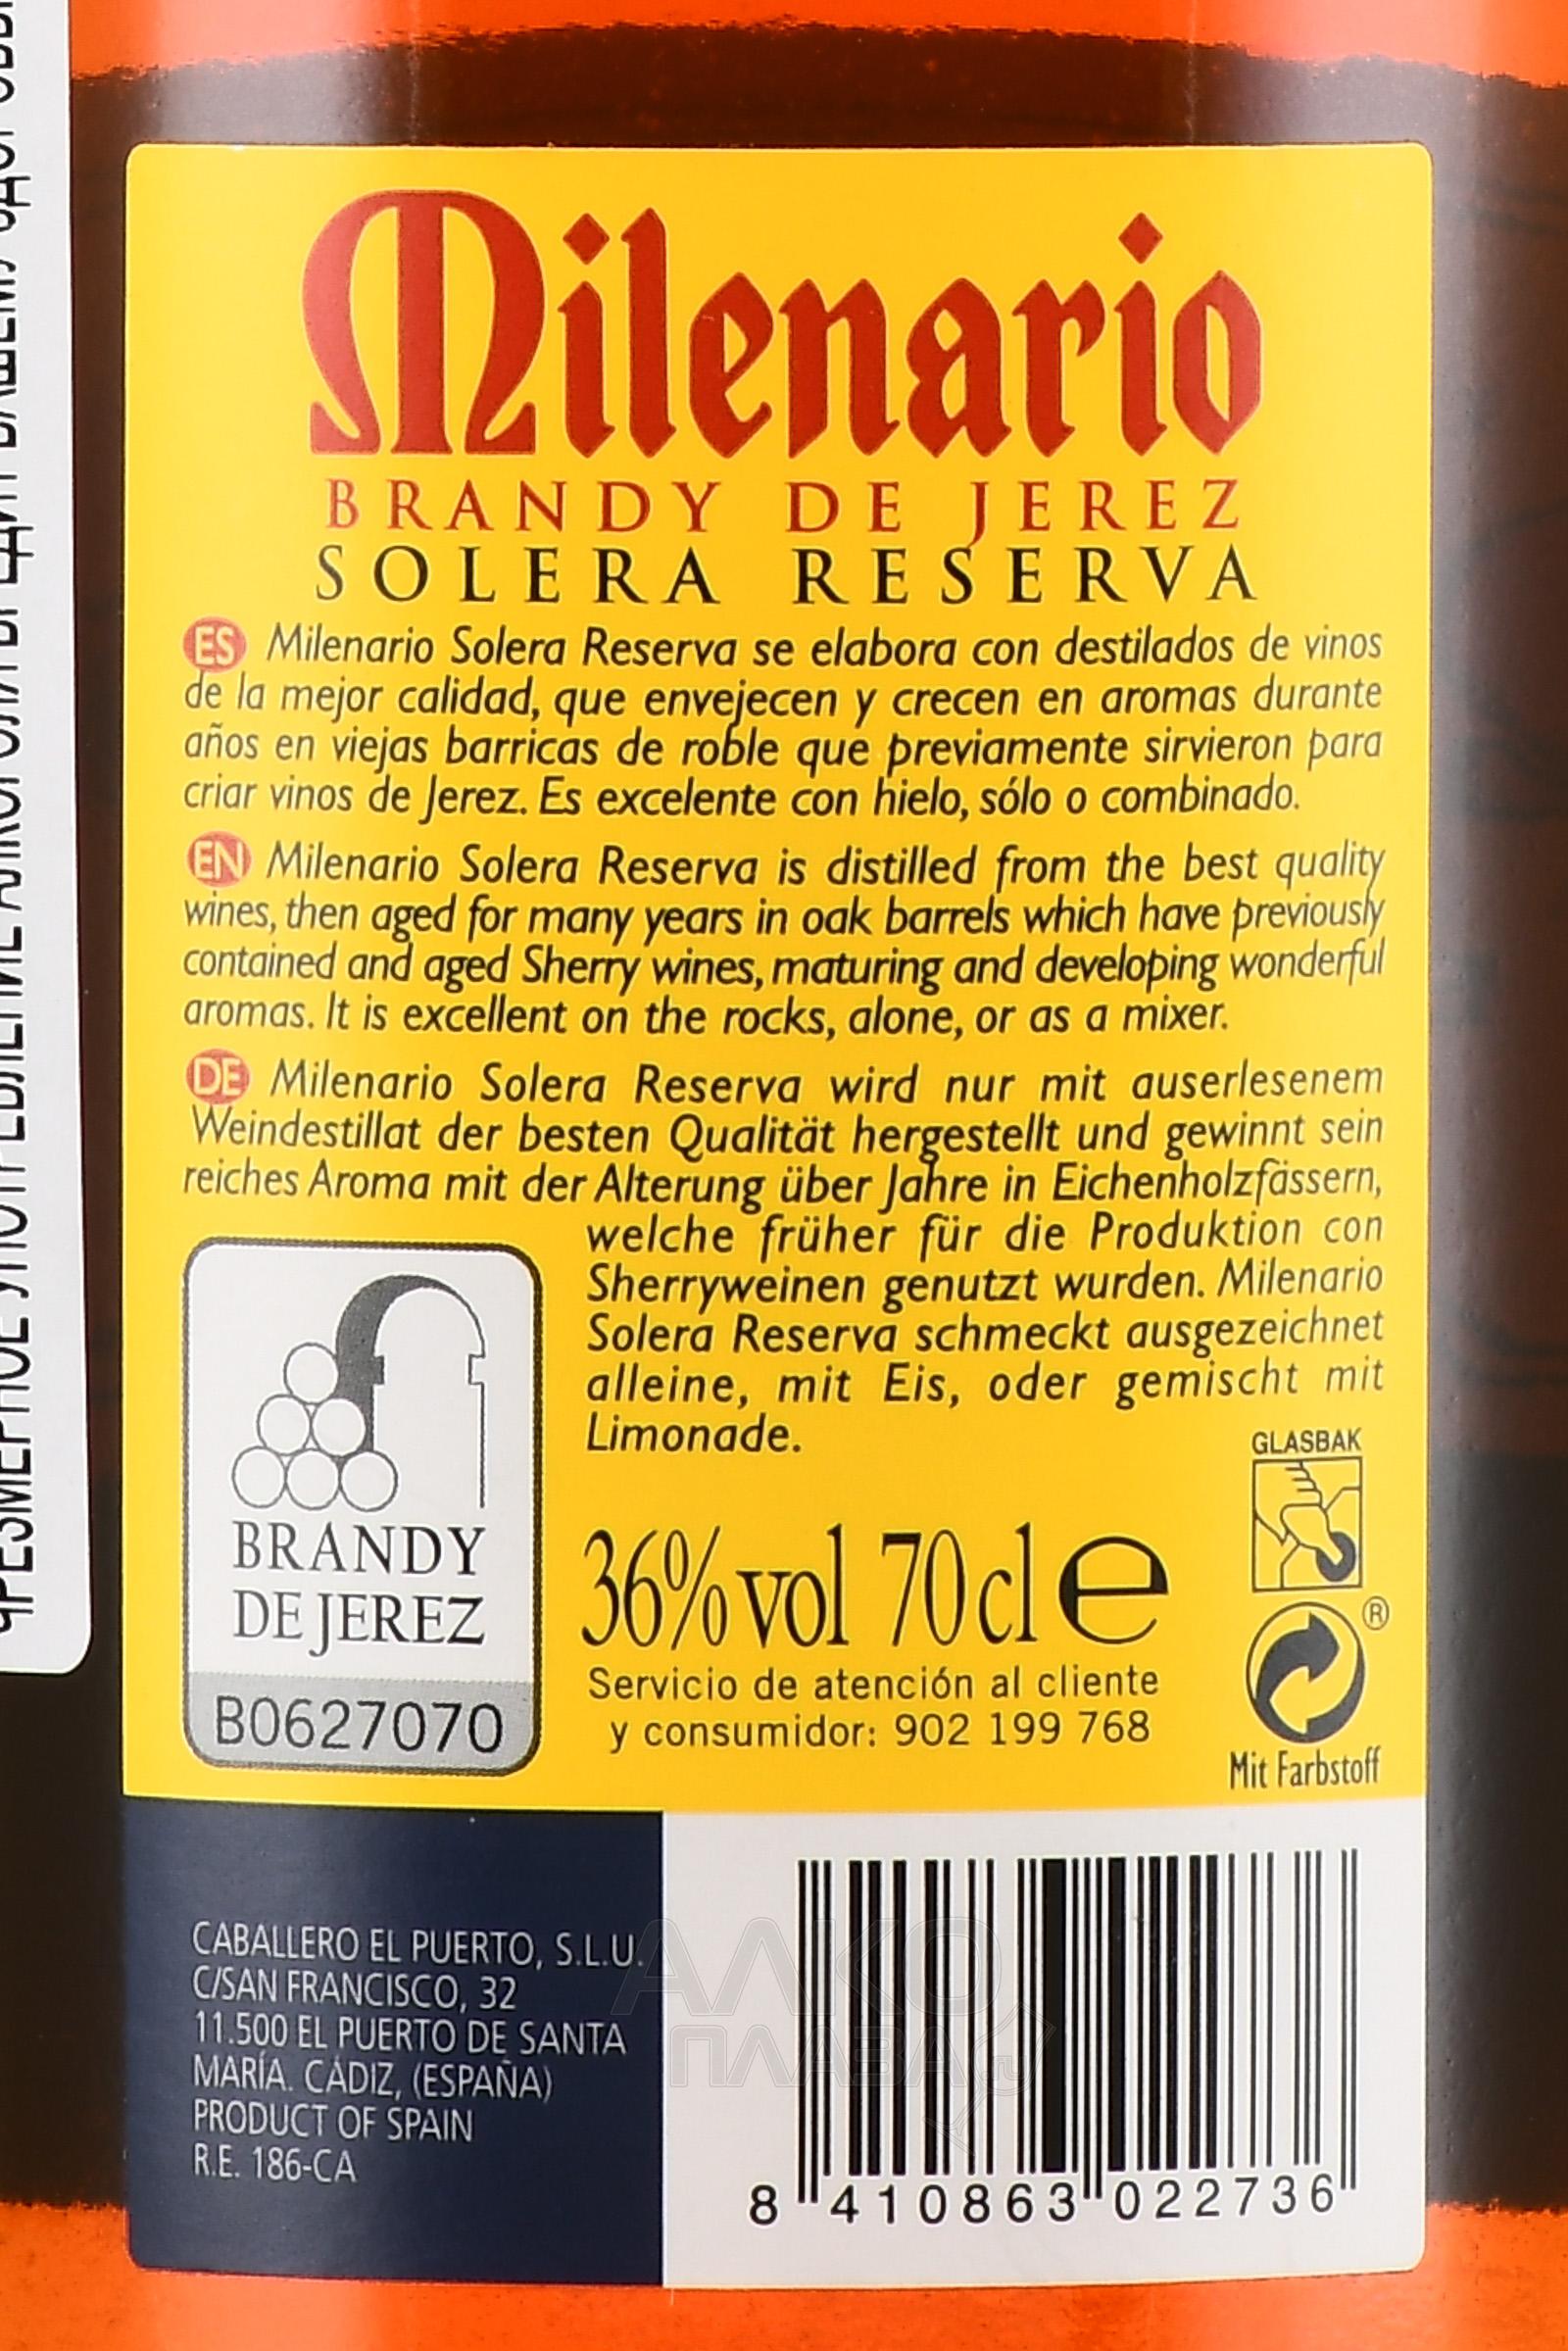 Milenario
BRANDY DE JEREZ
SOLERA RESERVA
ES Milenario Solera Reserva se elabora con destilados de vinos
de la mejor calidad, que envejecen y crecen en aromas durante
años en viejas barricas de roble que previamente sirvieron para
criar vinos de Jerez. Es excelente con hielo, sólo o combinado.
EN Milenario Solera Reserva is distilled from the best quality
wines, then aged for many years in oak barrels which have previously
contained and aged Sherry wines, maturing and developing wonderful
aromas. It is excellent on the rocks, alone, or as a mixer.
DE Milenario Solera Reserva wird nur mit auserlesenem
Weindestillat der besten Qualität hergestellt und gewinnt sein
reiches Aroma mit der Alterung über Jahre in Eichenholzfässern,
welche früher für die Produktion con
Sherryweinen genutzt wurden. Milenario
Solera Reserva schmeckt ausgezeichnet
alleine, mit Eis, oder gemischt mit
Limonade.
BRANDY
DE JEREZ
B0627070
GLASBAK
36% vol 70 cl e
Servicio de atención al cliente
y consumidor: 902 199 768
®
Mit Farbstoff
CABALLERO EL PUERTO, S.L.U.
C/SAN FRANCISCO, 32
11.500 EL PUERTO DE SANTA
MARÍA. CÁDIZ, (ESPAÑA)
PRODUCT OF SPAIN
R.E. 186-CA
8 410863 022736
АЛКО
ПЛАЗА.ру